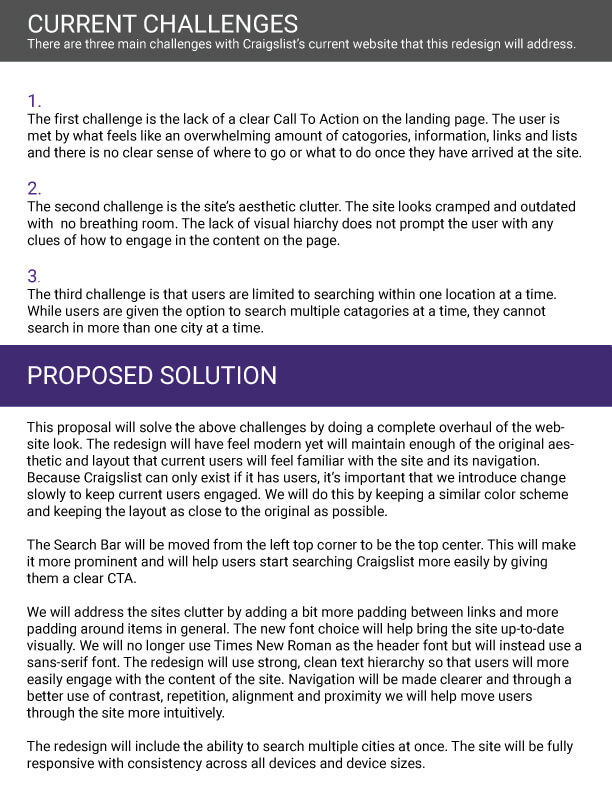 CURRENT CHALLENGES
There are three main challenges with Craigslist's current website that this redesign will address.
1.
The first challenge is the lack of a clear Call To Action on the landing page. The user is
met by what feels like an overwhelming amount of catogories, information, links and lists
and there is no clear sense of where to go or what to do once they have arrived at the site.
2.
The second challenge is the site's aesthetic clutter. The site looks cramped and outdated
with  no breathing room. The lack of visual hiarchy does not prompt the user with any
clues of how to engage in the content on the page.
3.
The third challenge is that users are limited to searching within one location at a time.
While users are given the option to search multiple catagories at a time, they cannot
search in more than one city at a time.
PROPOSED SOLUTION
This proposal will solve the above challenges by doing a complete overhaul of the web-
site look. The redesign will have feel modern yet will maintain enough of the original aes-
thetic and layout that current users will feel familiar with the site and its navigation.
Because Craigslist can only exist if it has users, it's important that we introduce change
slowly to keep current users engaged. We will do this by keeping a similar color scheme
and keeping the layout as close to the original as possible.
The Search Bar will be moved from the left top corner to be the top center. This will make
it more prominent and will help users start searching Craigslist more easily by giving
them a clear CTA.
We will address the sites clutter by adding a bit more padding between links and more
padding around items in general. The new font choice will help bring the site up-to-date
visually. We will no longer use Times New Roman as the header font but will instead use a
sans-serif font. The redesign will use strong, clean text hierarchy so that users will more
easily engage with the content of the site. Navigation will be made clearer and through a
better use of contrast, repetition, alignment and proximity we will help move users
through the site more intuitively.
The redesign will include the ability to search multiple cities at once. The site will be fully
responsive with consistency across all devices and device sizes.